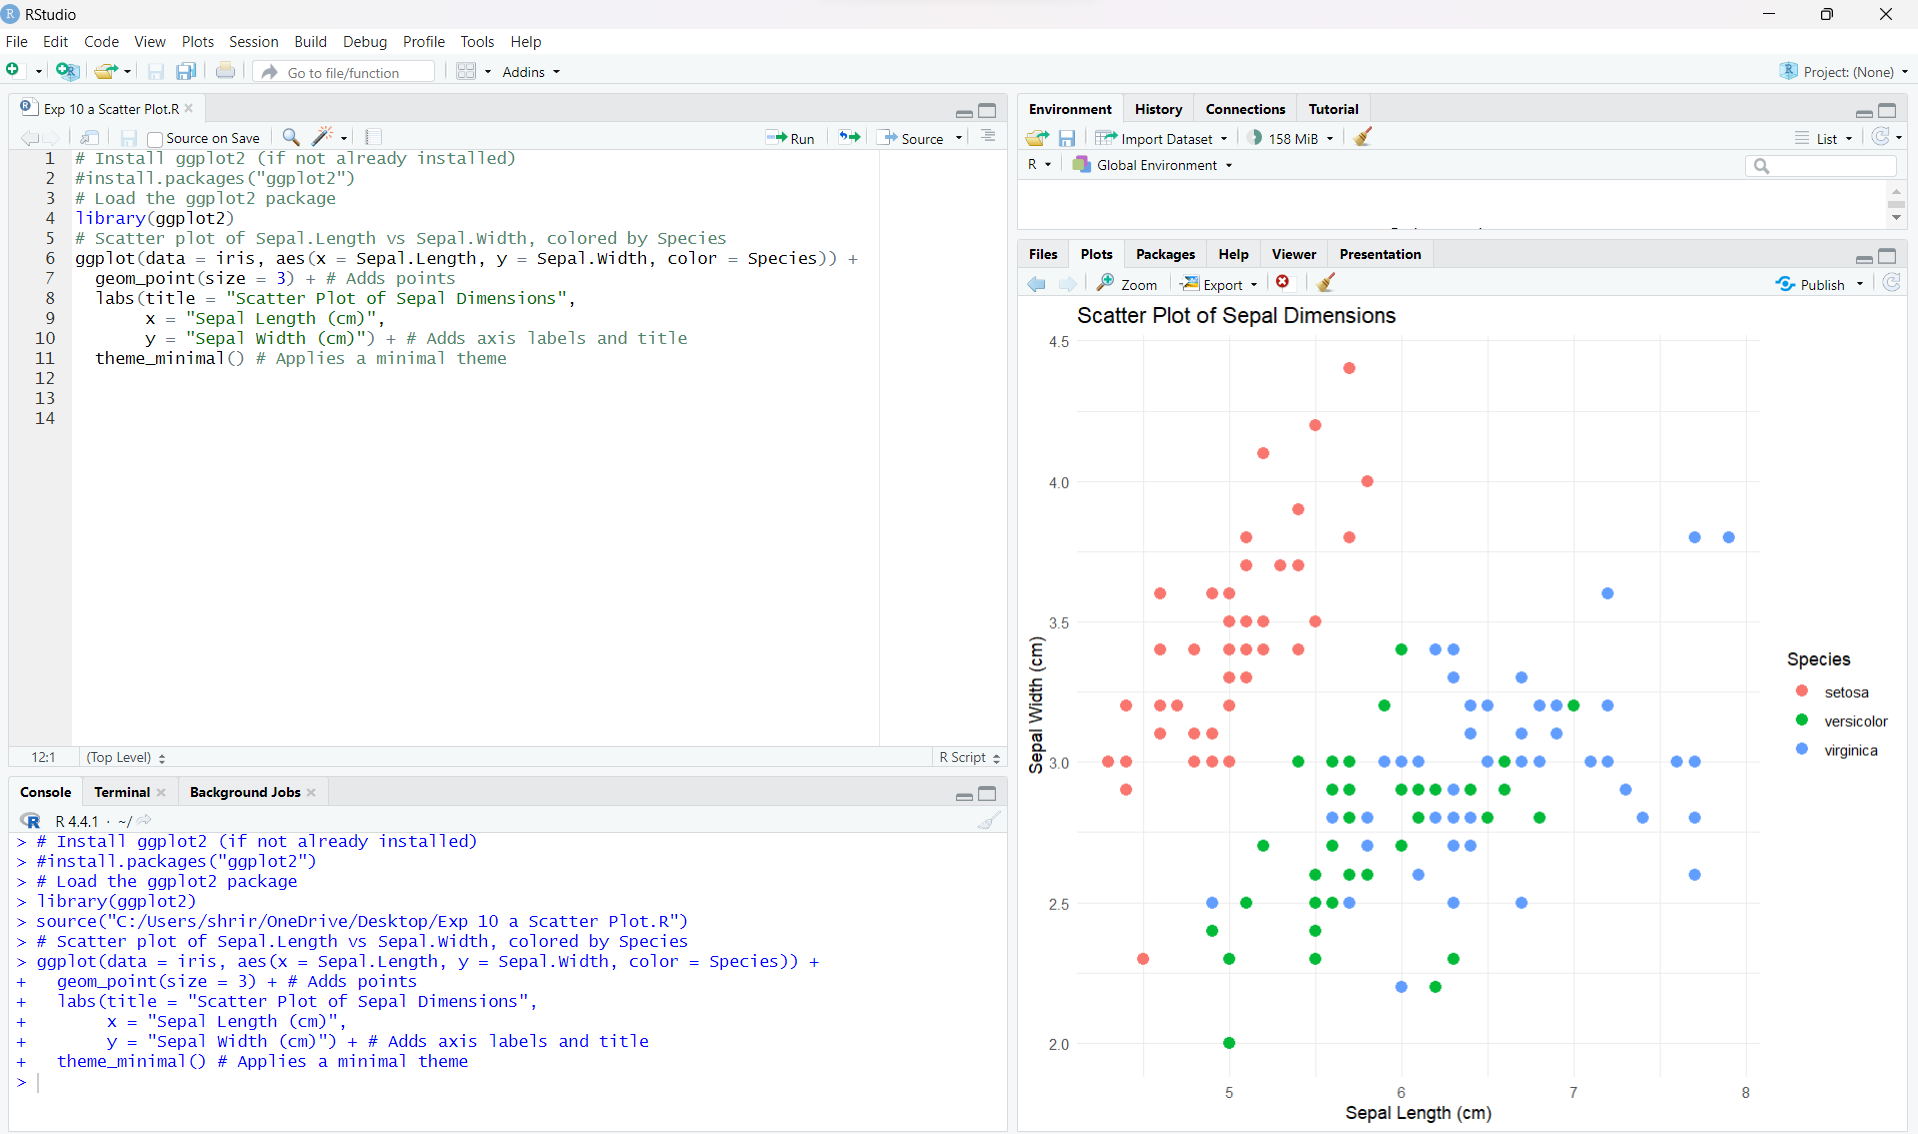 RStudio
File Edit Code View Plots Session Build Debug Profile Tools Help
Go to file/function Addins Project: (None)
Exp 10 a Scatter Plot.R
Source on Save Run Source
1 # Install ggplot2 (if not already installed)
2 #install.packages("ggplot2")
3 # Load the ggplot2 package
4 library(ggplot2)
5 # Scatter plot of Sepal.Length vs Sepal.Width, colored by Species
6 ggplot(data = iris, aes(x = Sepal.Length, y = Sepal.Width, color = Species)) +
7   geom_point(size = 3) + # Adds points
8   labs(title = "Scatter Plot of Sepal Dimensions",
9        x = "Sepal Length (cm)",
10        y = "Sepal Width (cm)") + # Adds axis labels and title
11   theme_minimal() # Applies a minimal theme
12
13
14
12:1 (Top Level) R Script
Console Terminal Background Jobs
R 4.4.1 · ~/
> # Install ggplot2 (if not already installed)
> #install.packages("ggplot2")
> # Load the ggplot2 package
> library(ggplot2)
> source("C:/Users/shrir/OneDrive/Desktop/Exp 10 a Scatter Plot.R")
> # Scatter plot of Sepal.Length vs Sepal.Width, colored by Species
> ggplot(data = iris, aes(x = Sepal.Length, y = Sepal.Width, color = Species)) +
+   geom_point(size = 3) + # Adds points
+   labs(title = "Scatter Plot of Sepal Dimensions",
+        x = "Sepal Length (cm)",
+        y = "Sepal Width (cm)") + # Adds axis labels and title
+   theme_minimal() # Applies a minimal theme
>
Environment History Connections Tutorial
Import Dataset 158 MiB List
R Global Environment
Files Plots Packages Help Viewer Presentation
Zoom Export Publish
Scatter Plot of Sepal Dimensions
4.5
4.0
3.5
3.0
2.5
2.0
Sepal Width (cm)
5 6 7 8
Sepal Length (cm)
Species
setosa
versicolor
virginica